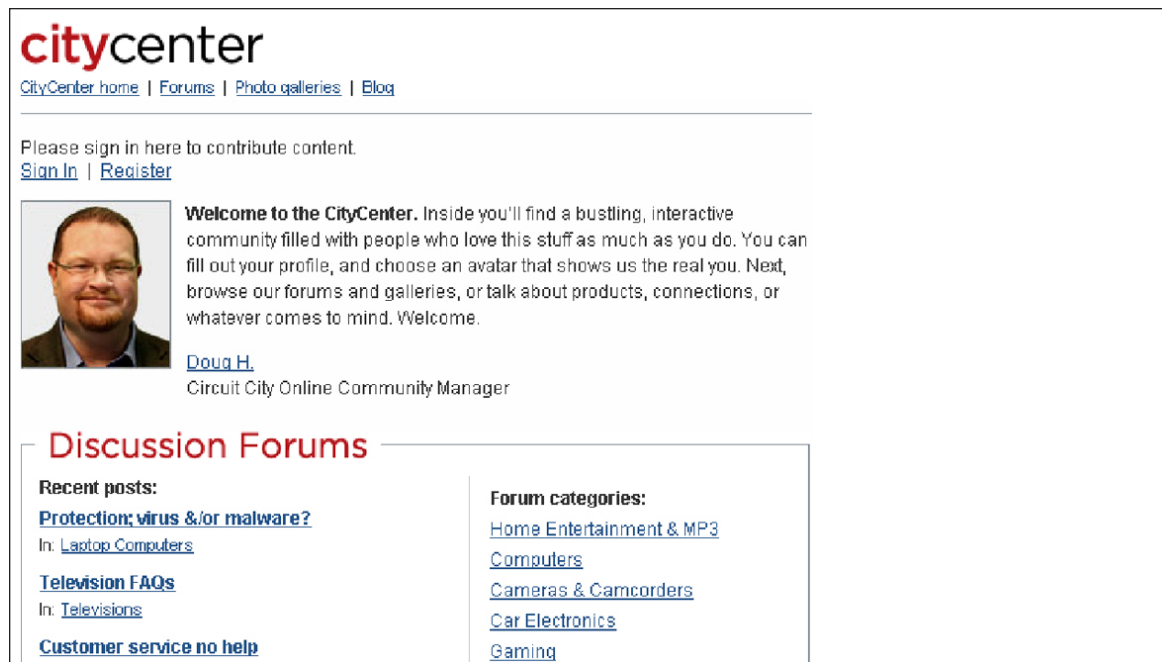 citycenter
CityCenter home | Forums | Photo galleries | Blog
Please sign in here to contribute content.
Sign In | Register
Welcome to the CityCenter. Inside you'll find a bustling, interactive
community filled with people who love this stuff as much as you do. You can
fill out your profile, and choose an avatar that shows us the real you. Next,
browse our forums and galleries, or talk about products, connections, or
whatever comes to mind. Welcome.
Doug H.
Circuit City Online Community Manager
Discussion Forums
Recent posts:
Protection; virus &/or malware?
In: Laptop Computers
Television FAQs
In: Televisions
Customer service no help
Forum categories:
Home Entertainment & MP3
Computers
Cameras & Camcorders
Car Electronics
Gaming